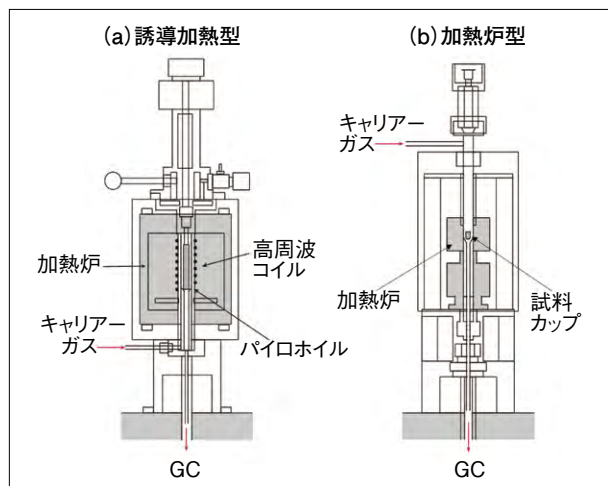 (a)誘導加熱型
加熱炉
高周波
コイル
キャリアー
ガス
パイロホイル
GC
(b)加熱炉型
キャリアー
ガス
加熱炉
試料
カップ
GC